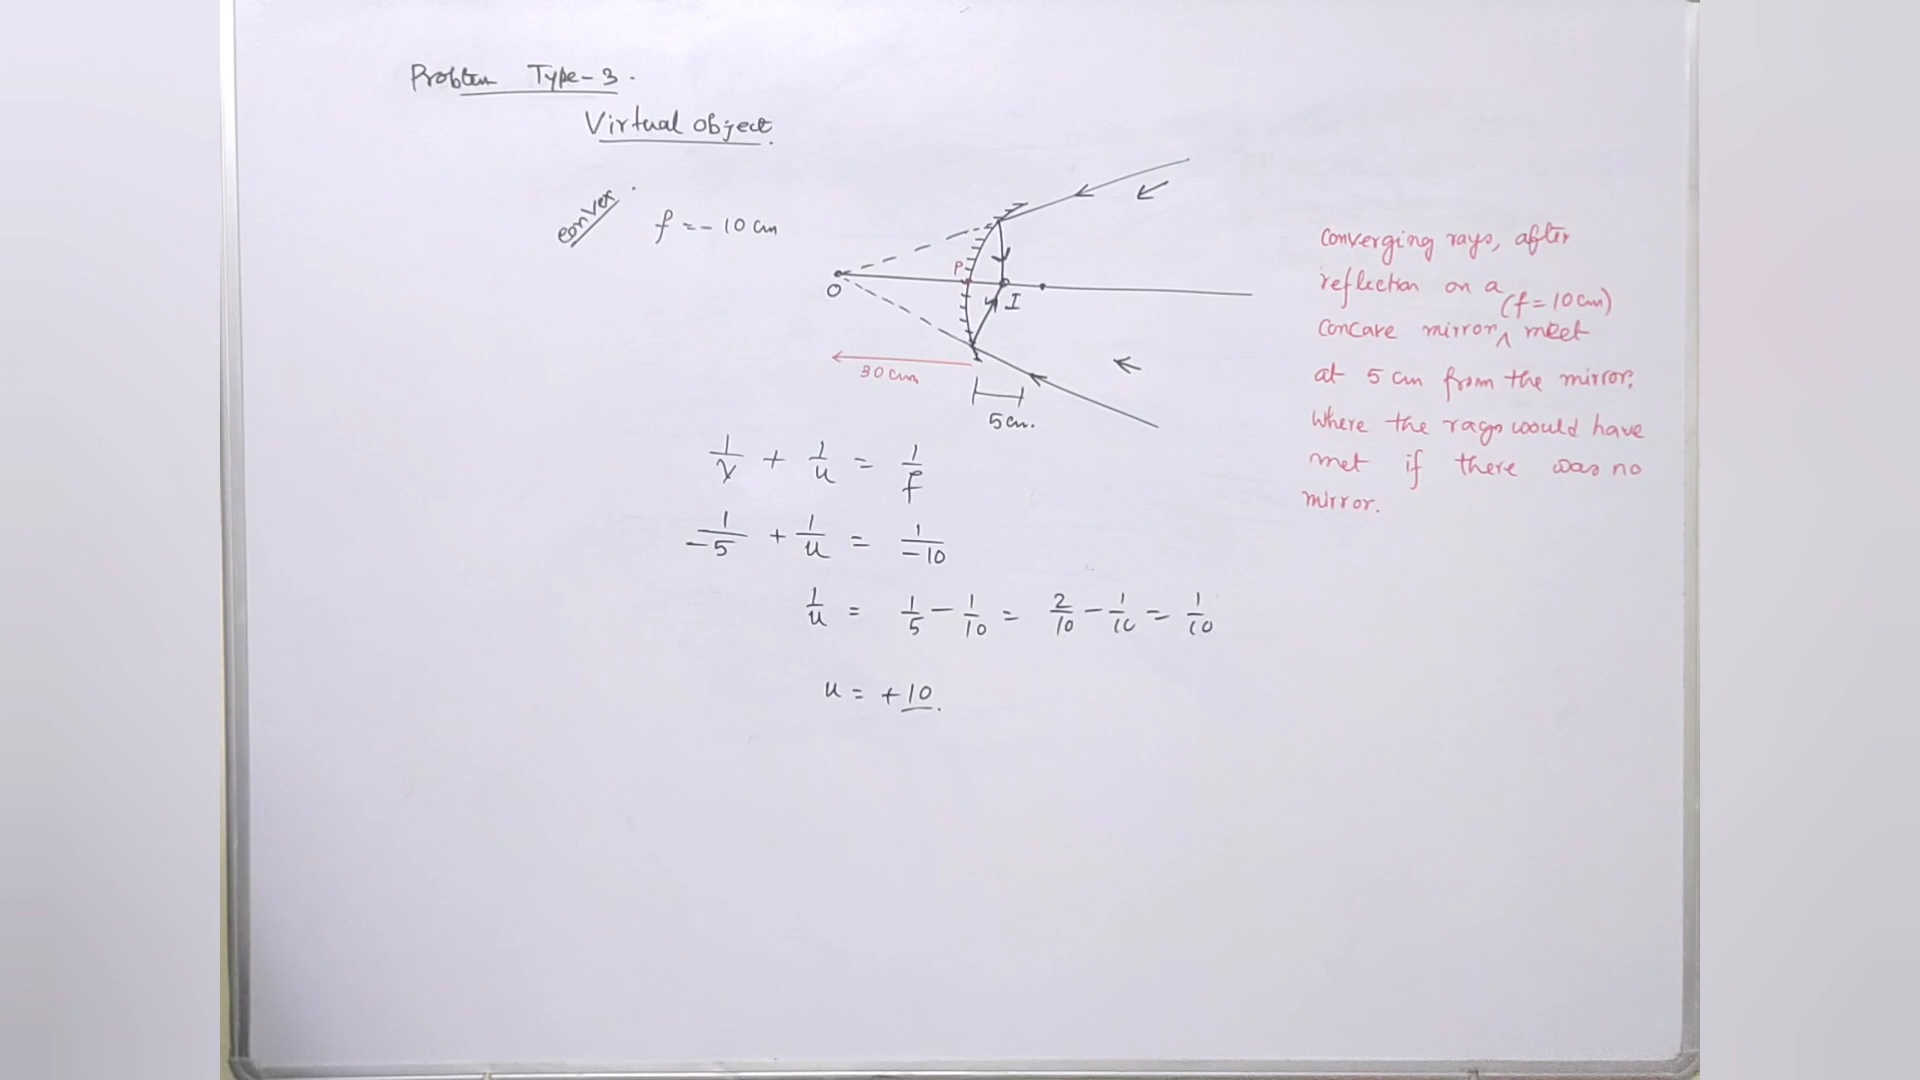 Problem Type-3.
Virtual object.
convex.
f = - 10 cm
P
O
I
30 cm
5 cm.
1/v + 1/u = 1/f
1/-5 + 1/u = 1/-10
1/u = 1/5 - 1/10 = 2/10 - 1/10 = 1/10
u = + 10.
Converging rays, after
reflection on a
(f = 10 cm)
Concave mirror ^ meet
at 5 cm from the mirror.
Where the rays would have
met if there was no
mirror.